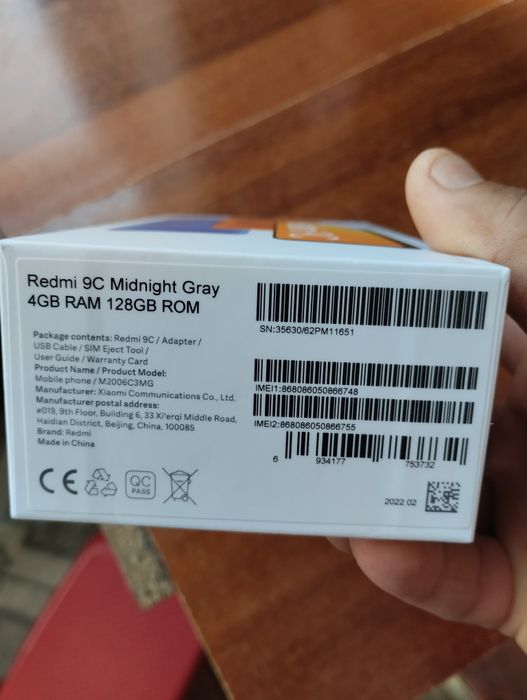 Redmi 9C Midnight Gray
4GB RAM 128GB ROM
Package contents: Redmi 9C / Adapter /
USB Cable / SIM Eject Tool /
User Guide / Warranty Card
Product Name / Product Model:
Mobile phone / M2006C3MG
Manufacturer: Xiaomi Communications Co., Ltd.
Manufacturer postal address:
#019, 9th Floor, Building 6, 33 Xi'erqi Middle Road,
Haidian District, Beijing, China, 100085
Brand: Redmi
Made in China
CE
QC
PASS
SN:35630/62PM11651
IMEI1:868086050866748
IMEI2:868086050866755
6 934177 753732
2022.02